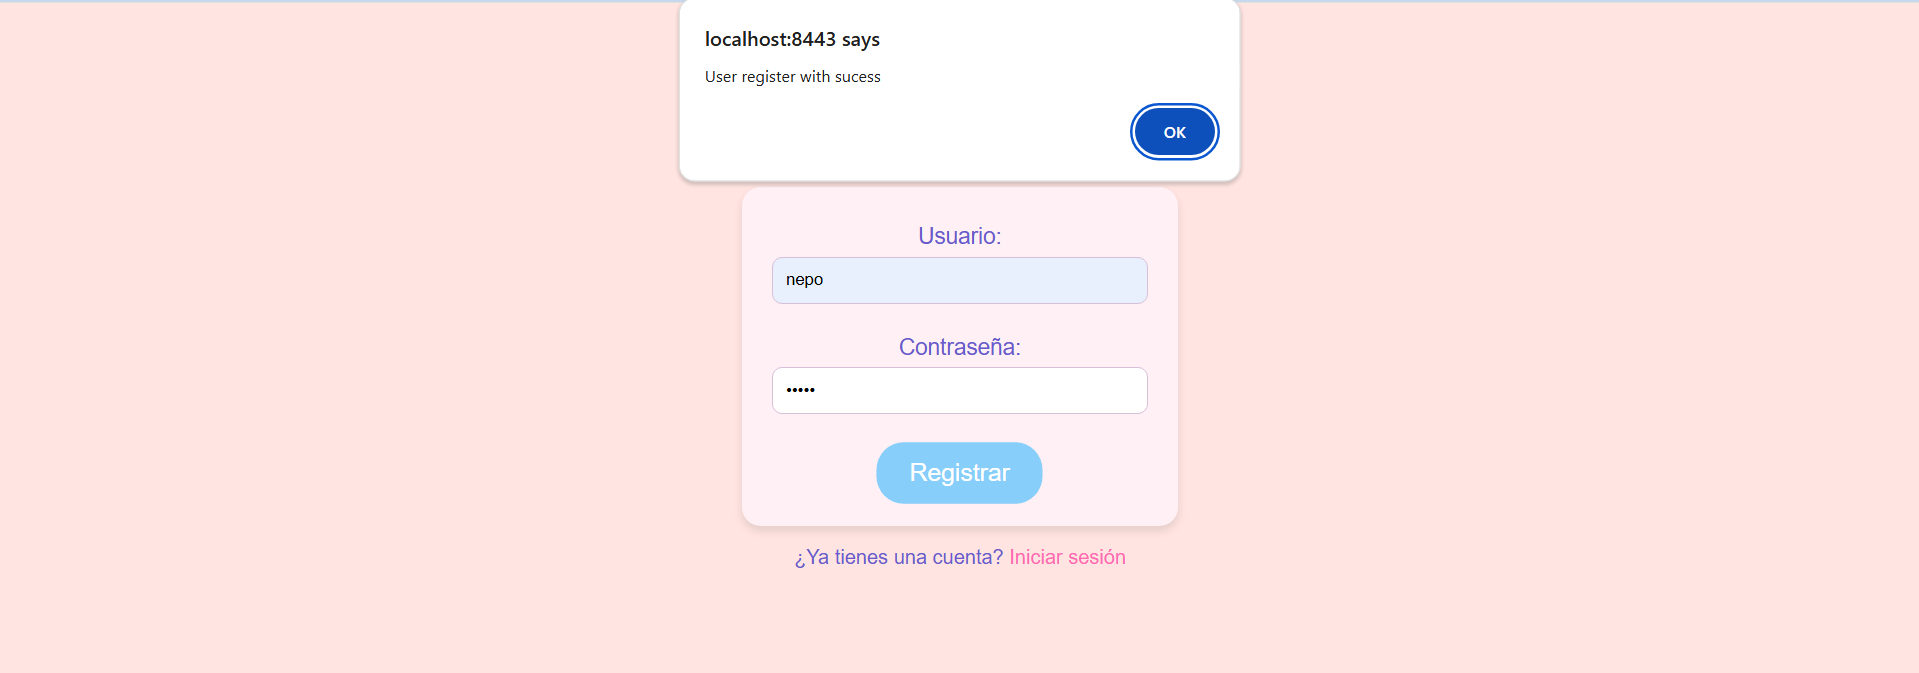 localhost:8443 says
User register with sucess
OK
Usuario:
nepo
Contraseña:
•••••
Registrar
¿Ya tienes una cuenta? Iniciar sesión